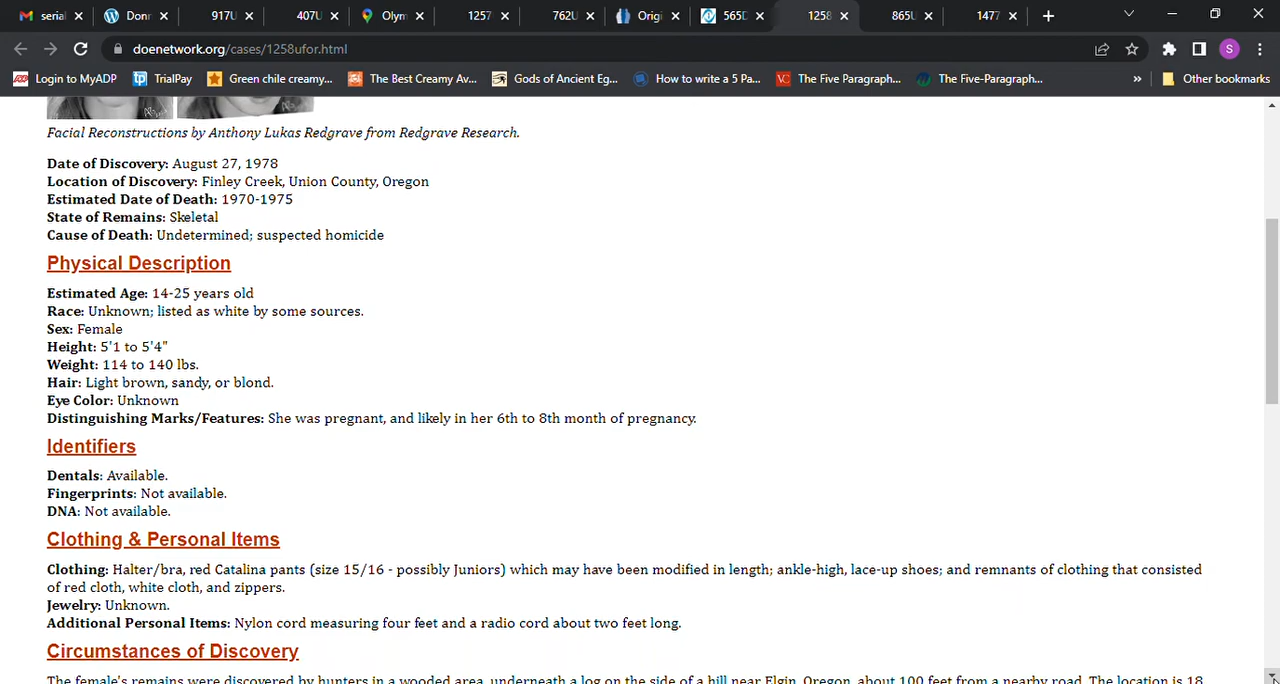 serial
Donn
917U
407U
Olym
1257
762U
Origi
565D
1258
865U
1477
doenetwork.org/cases/1258ufor.html
S
Login to MyADP
TrialPay
Green chile creamy...
The Best Creamy Av...
Gods of Ancient Eg...
How to write a 5 Pa...
The Five Paragraph...
The Five-Paragraph...
»
Other bookmarks
Facial Reconstructions by Anthony Lukas Redgrave from Redgrave Research.
Date of Discovery: August 27, 1978
Location of Discovery: Finley Creek, Union County, Oregon
Estimated Date of Death: 1970-1975
State of Remains: Skeletal
Cause of Death: Undetermined; suspected homicide
Physical Description
Estimated Age: 14-25 years old
Race: Unknown; listed as white by some sources.
Sex: Female
Height: 5'1 to 5'4"
Weight: 114 to 140 lbs.
Hair: Light brown, sandy, or blond.
Eye Color: Unknown
Distinguishing Marks/Features: She was pregnant, and likely in her 6th to 8th month of pregnancy.
Identifiers
Dentals: Available.
Fingerprints: Not available.
DNA: Not available.
Clothing & Personal Items
Clothing: Halter/bra, red Catalina pants (size 15/16 - possibly Juniors) which may have been modified in length; ankle-high, lace-up shoes; and remnants of clothing that consisted
of red cloth, white cloth, and zippers.
Jewelry: Unknown.
Additional Personal Items: Nylon cord measuring four feet and a radio cord about two feet long.
Circumstances of Discovery
The female's remains were discovered by hunters in a wooded area, underneath a log on the side of a hill near Elgin, Oregon, about 100 feet from a nearby road. The location is 18